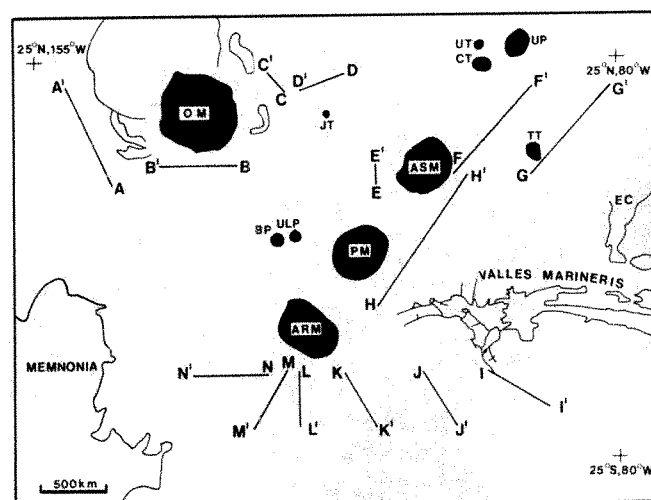 25°N,155°W
UT
UP
CT
25°N,80°W
A'
C'
D'
D
C
F'
G'
OM
JT
TT
E'
F
B'
B
ASM
H'
G
A
E
EC
BP
ULP
PM
VALLES MARINERIS
H
ARM
MEMNONIA
N'
N
M
L
K
J
I
I'
M'
L'
K'
J'
25°S,80°W
500km